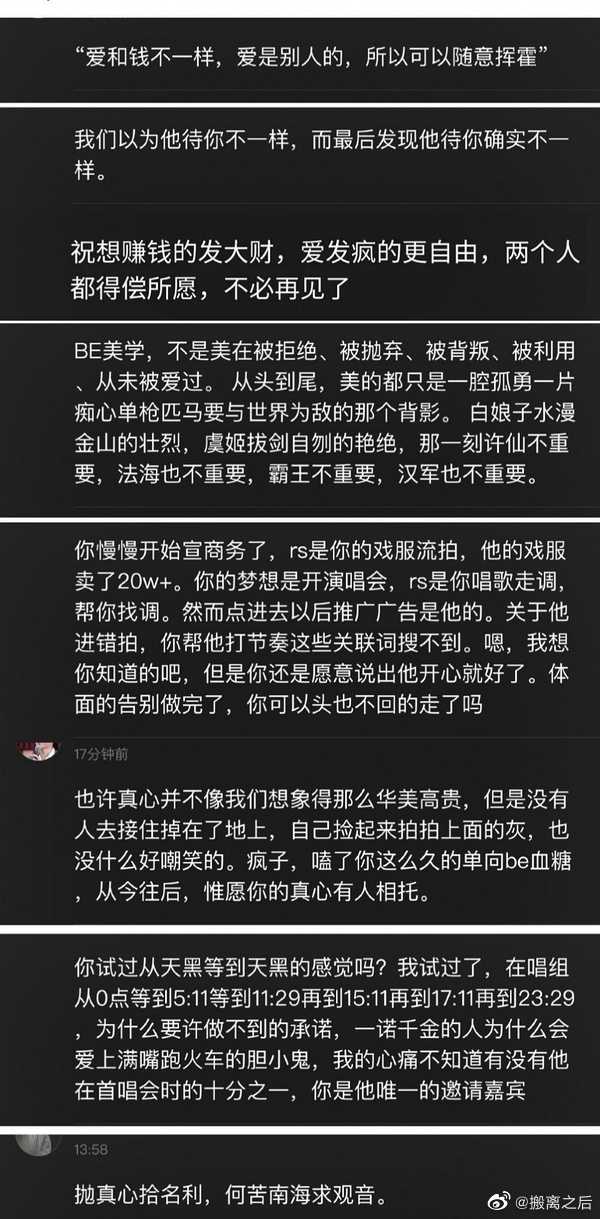 “爱和钱不一样，爱是别人的，所以可以随意挥霍”
我们以为他待你不一样，而最后发现他待你确实不一
样。
祝想赚钱的发大财，爱发疯的更自由，两个人
都得偿所愿，不必再见了
BE美学，不是美在被拒绝、被抛弃、被背叛、被利用
、从未被爱过。 从头到尾，美的都只是一腔孤勇一片
痴心单枪匹马要与世界为敌的那个背影。 白娘子水漫
金山的壮烈，虞姬拔剑自刎的艳绝，那一刻许仙不重
要，法海也不重要，霸王不重要，汉军也不重要。
你慢慢开始宣商务了，rs是你的戏服流拍，他的戏服
卖了20w+。你的梦想是开演唱会，rs是你唱歌走调，
帮你找调。然而点进去以后推广广告是他的。关于他
进错拍，你帮他打节奏这些关联词搜不到。嗯，我想
你知道的吧，但是你还是愿意说出他开心就好了。体
面的告别做完了，你可以头也不回的走了吗
17分钟前
也许真心并不像我们想象得那么华美高贵，但是没有
人去接住掉在了地上，自己捡起来拍拍上面的灰，也
没什么好嘲笑的。疯子，嗑了你这么久的单向be血糖
，从今往后，惟愿你的真心有人相托。
你试过从天黑等到天黑的感觉吗？我试过了，在唱组
从0点等到5:11等到11:29再到15:11再到17:11再到23:29
，为什么要许做不到的承诺，一诺千金的人为什么会
爱上满嘴跑火车的胆小鬼，我的心痛不知道有没有他
在首唱会时的十分之一，你是他唯一的邀请嘉宾
13:58
抛真心拾名利，何苦南海求观音。
@搬离之后